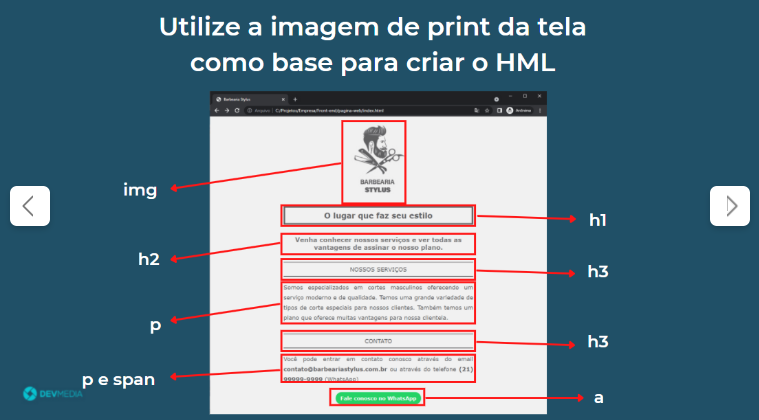 Utilize a imagem de print da tela
como base para criar o HML
Barbearia Stylus
C:/Projetos/Empresa/front-end/pagina-web/index.html
BARBEARIA
STYLUS
img
O lugar que faz seu estilo
h1
Venha conhecer nossos serviços e ver todas as
vantagens de assinar o nosso plano.
h2
NOSSOS SERVIÇOS
h3
Somos especializados em cortes masculinos oferecendo um
serviço moderno e de qualidade. Temos uma grande variedade de
tipos de corte especiais para nossos clientes. Também temos um
plano que oferece muitas vantagens para nossa clientela.
p
CONTATO
h3
Você pode entrar em contato conosco através do email
contato@barbeariastylus.com.br ou através do telefone (21)
99999-9999 (WhatsApp)
p e span
Fale conosco no WhatsApp
a
DEVMEDIA